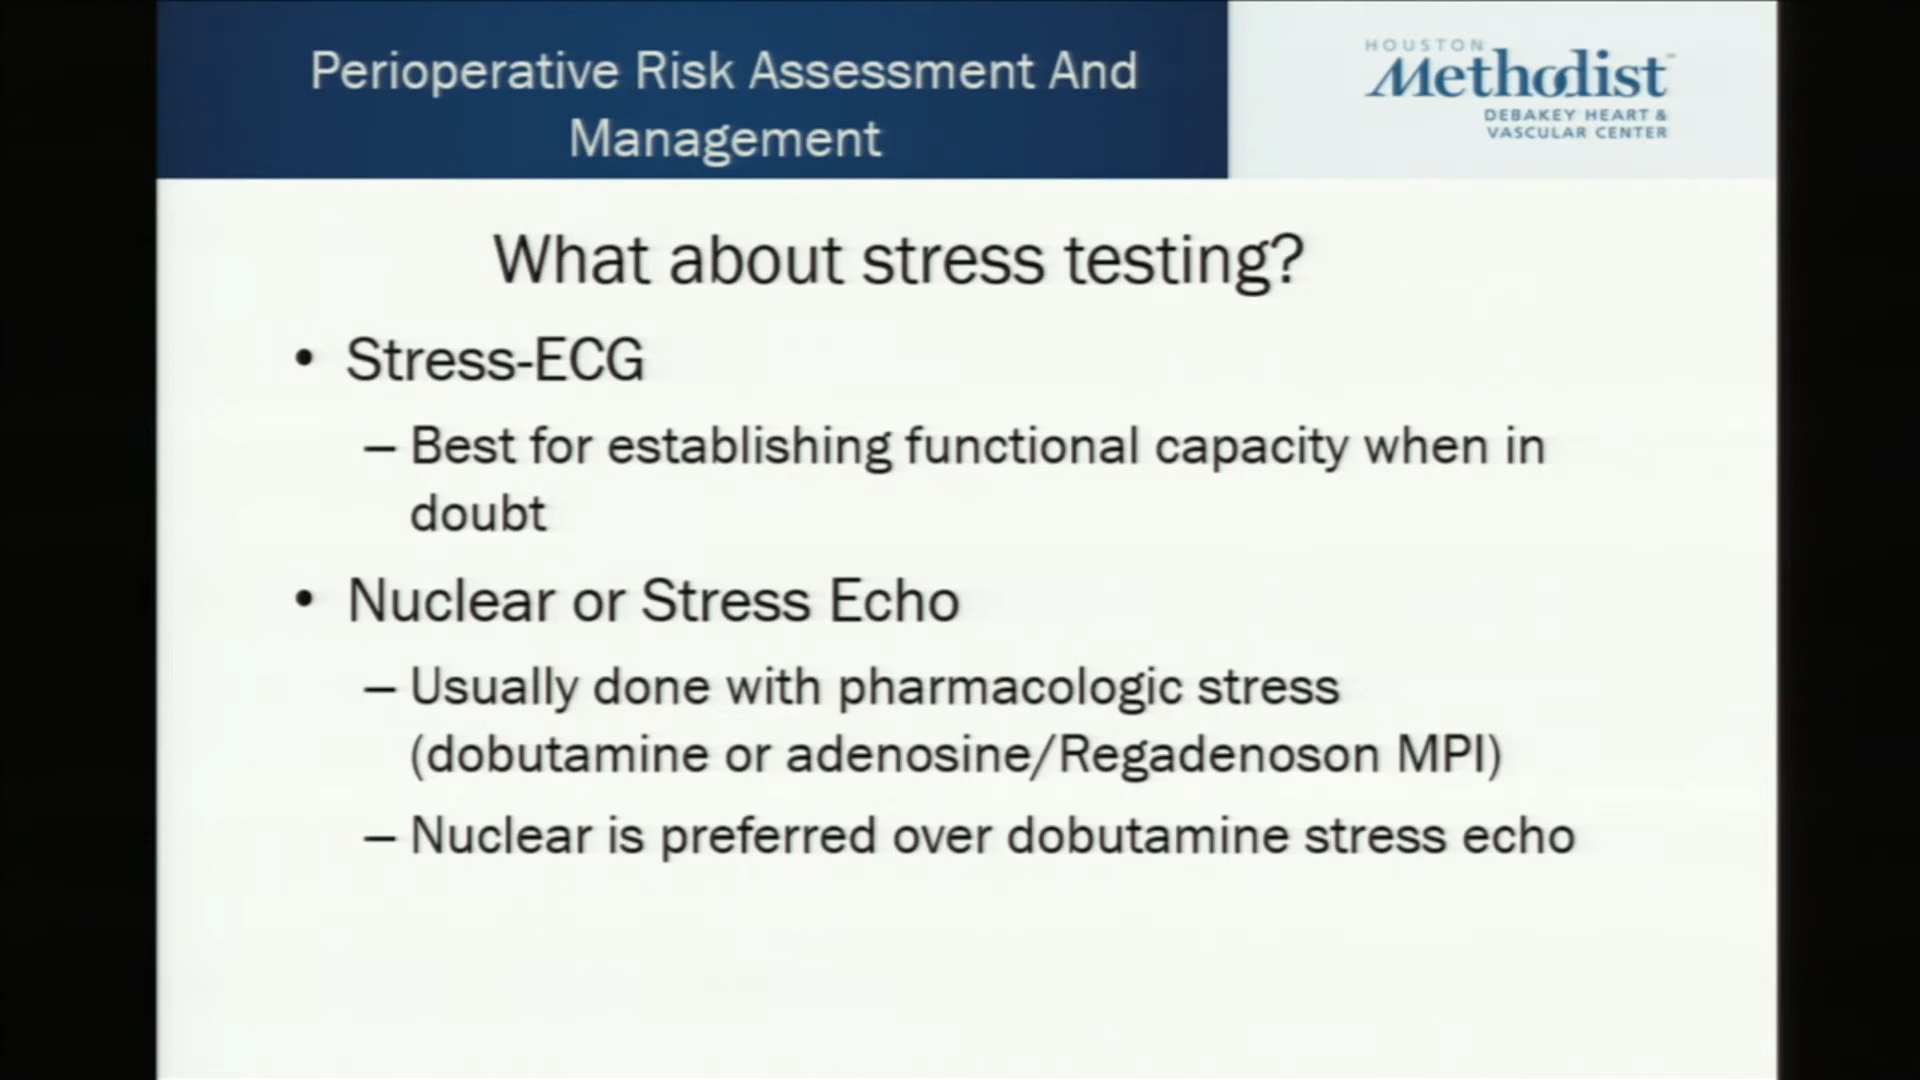 Perioperative Risk Assessment And
Management
HOUSTON
Methodist
DEBAKEY HEART &
VASCULAR CENTER
What about stress testing?
• Stress-ECG
– Best for establishing functional capacity when in
doubt
• Nuclear or Stress Echo
– Usually done with pharmacologic stress
(dobutamine or adenosine/Regadenoson MPI)
– Nuclear is preferred over dobutamine stress echo